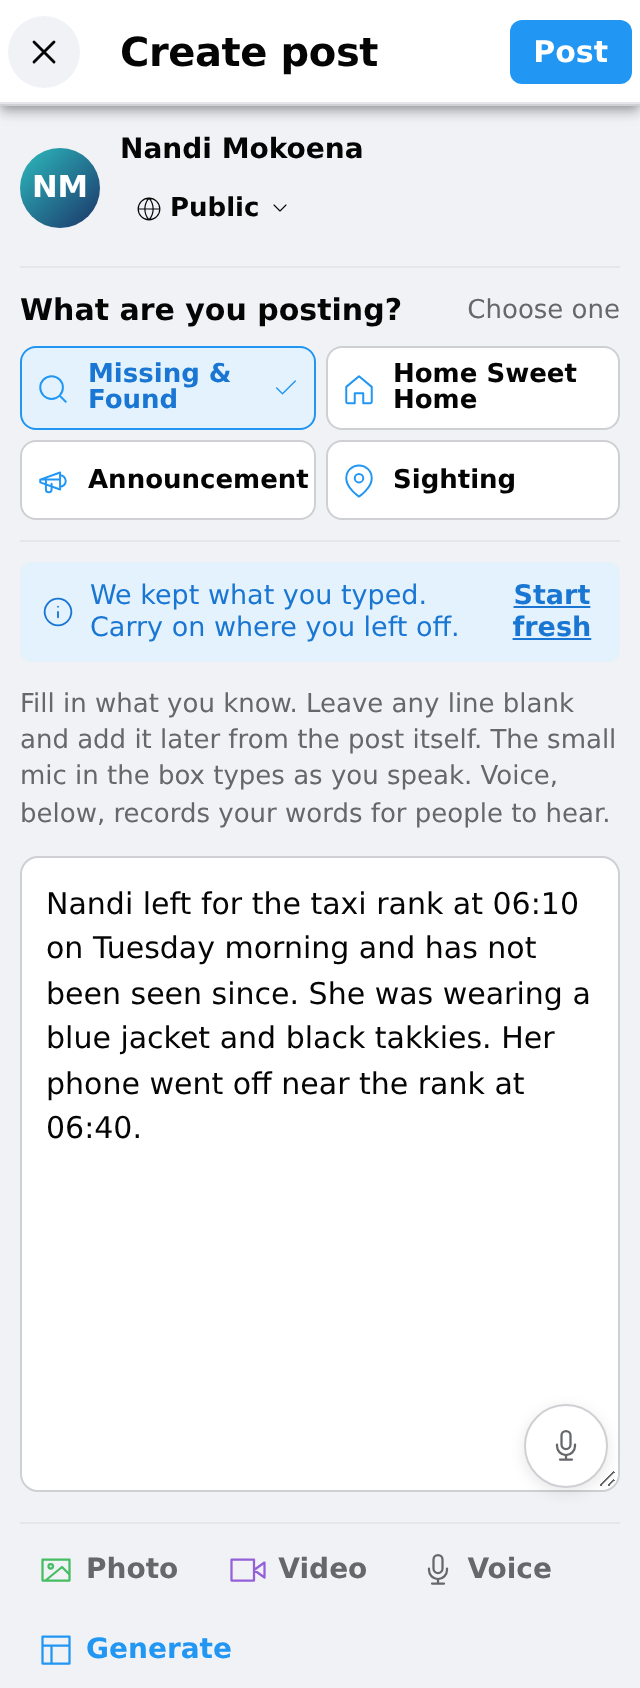 Create post
Post
NM
Nandi Mokoena
Public
What are you posting?
Choose one
Missing &
Found
Home Sweet
Home
Announcement
Sighting
We kept what you typed.
Carry on where you left off.
Start
fresh
Fill in what you know. Leave any line blank
and add it later from the post itself. The small
mic in the box types as you speak. Voice,
below, records your words for people to hear.
Nandi left for the taxi rank at 06:10
on Tuesday morning and has not
been seen since. She was wearing a
blue jacket and black takkies. Her
phone went off near the rank at
06:40.
Photo
Video
Voice
Generate